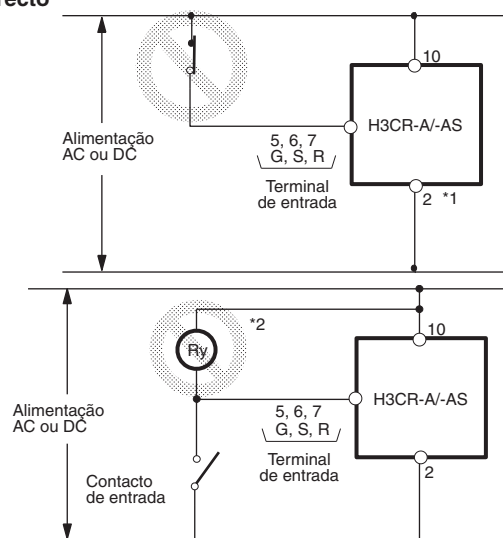 recto
10
H3CR-A/-AS
Alimentação
AC ou DC
5, 6, 7
G, S, R
Terminal
de entrada
2 *1
*2
10
Ry
H3CR-A/-AS
Alimentação
AC ou DC
5, 6, 7
G, S, R
Terminal
de entrada
2
Contacto
de entrada